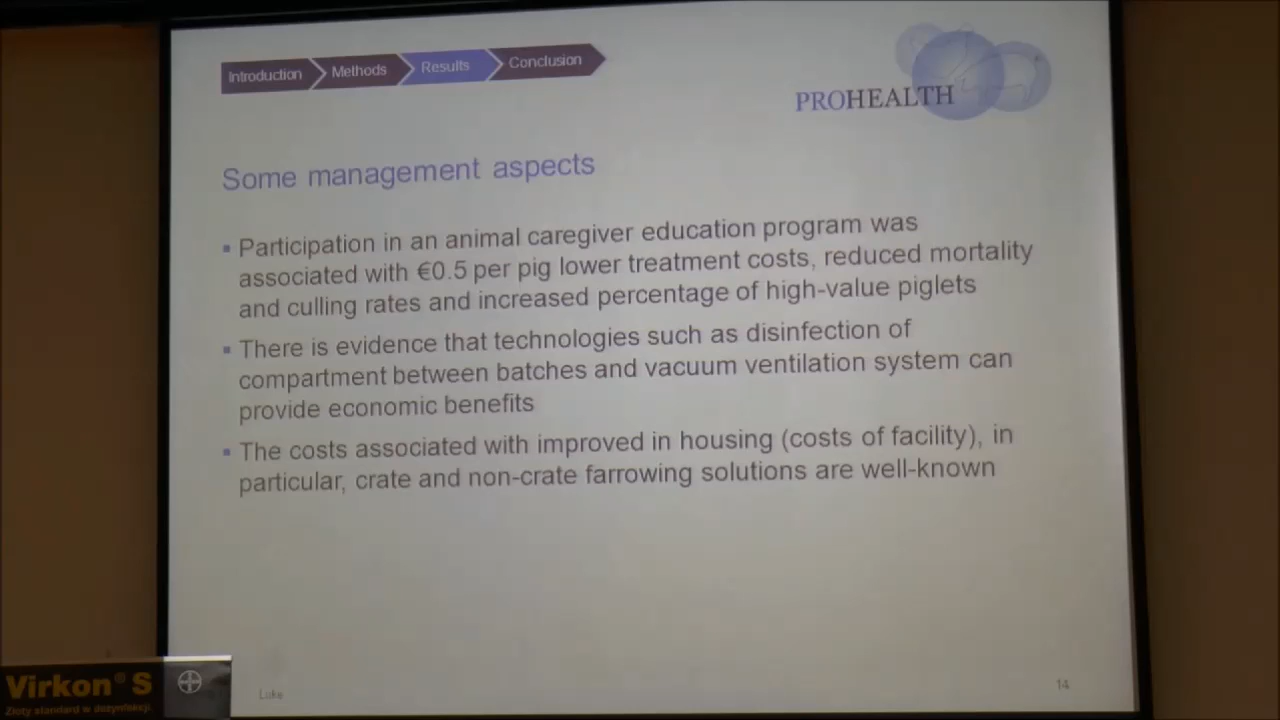 Introduction
Methods
Results
Conclusion
PROHEALTH
Some management aspects
▪ Participation in an animal caregiver education program was
associated with €0.5 per pig lower treatment costs, reduced mortality
and culling rates and increased percentage of high-value piglets
▪ There is evidence that technologies such as disinfection of
compartment between batches and vacuum ventilation system can
provide economic benefits
▪ The costs associated with improved in housing (costs of facility), in
particular, crate and non-crate farrowing solutions are well-known
Luke
14
Virkon® S
Złoty standard w dezynfekcji.